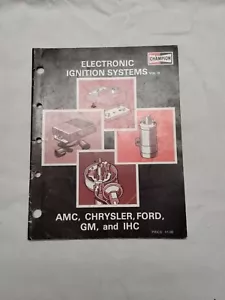 ELECTRONIC
CHAMPION
IGNITION SYSTEMS
AMC, CHRYSLER, FORD,
GM, and IHC